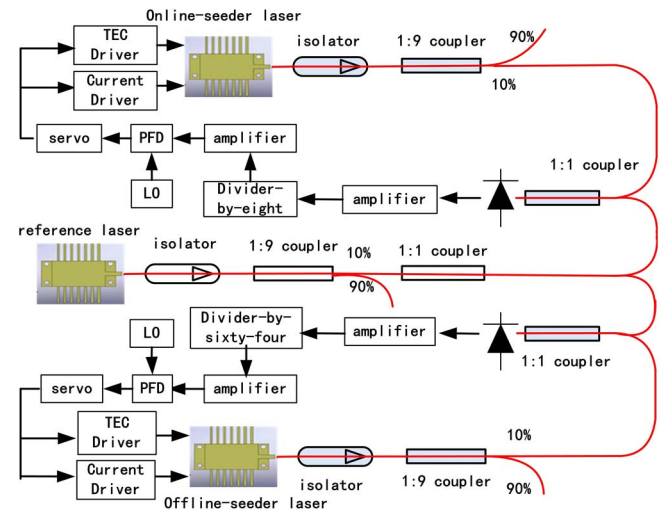 Online-seeder laser
TEC
Driver
isolator
1:9 coupler
90%
10%
Current
Driver
servo
PFD
amplifier
LO
Divider-
by-eight
amplifier
1:1 coupler
reference laser
isolator
1:9 coupler
10%
1:1 coupler
90%
LO
Divider-by-
sixty-four
amplifier
1:1 coupler
servo
PFD
amplifier
TEC
Driver
10%
Current
Driver
isolator
1:9 coupler
90%
Offline-seeder laser